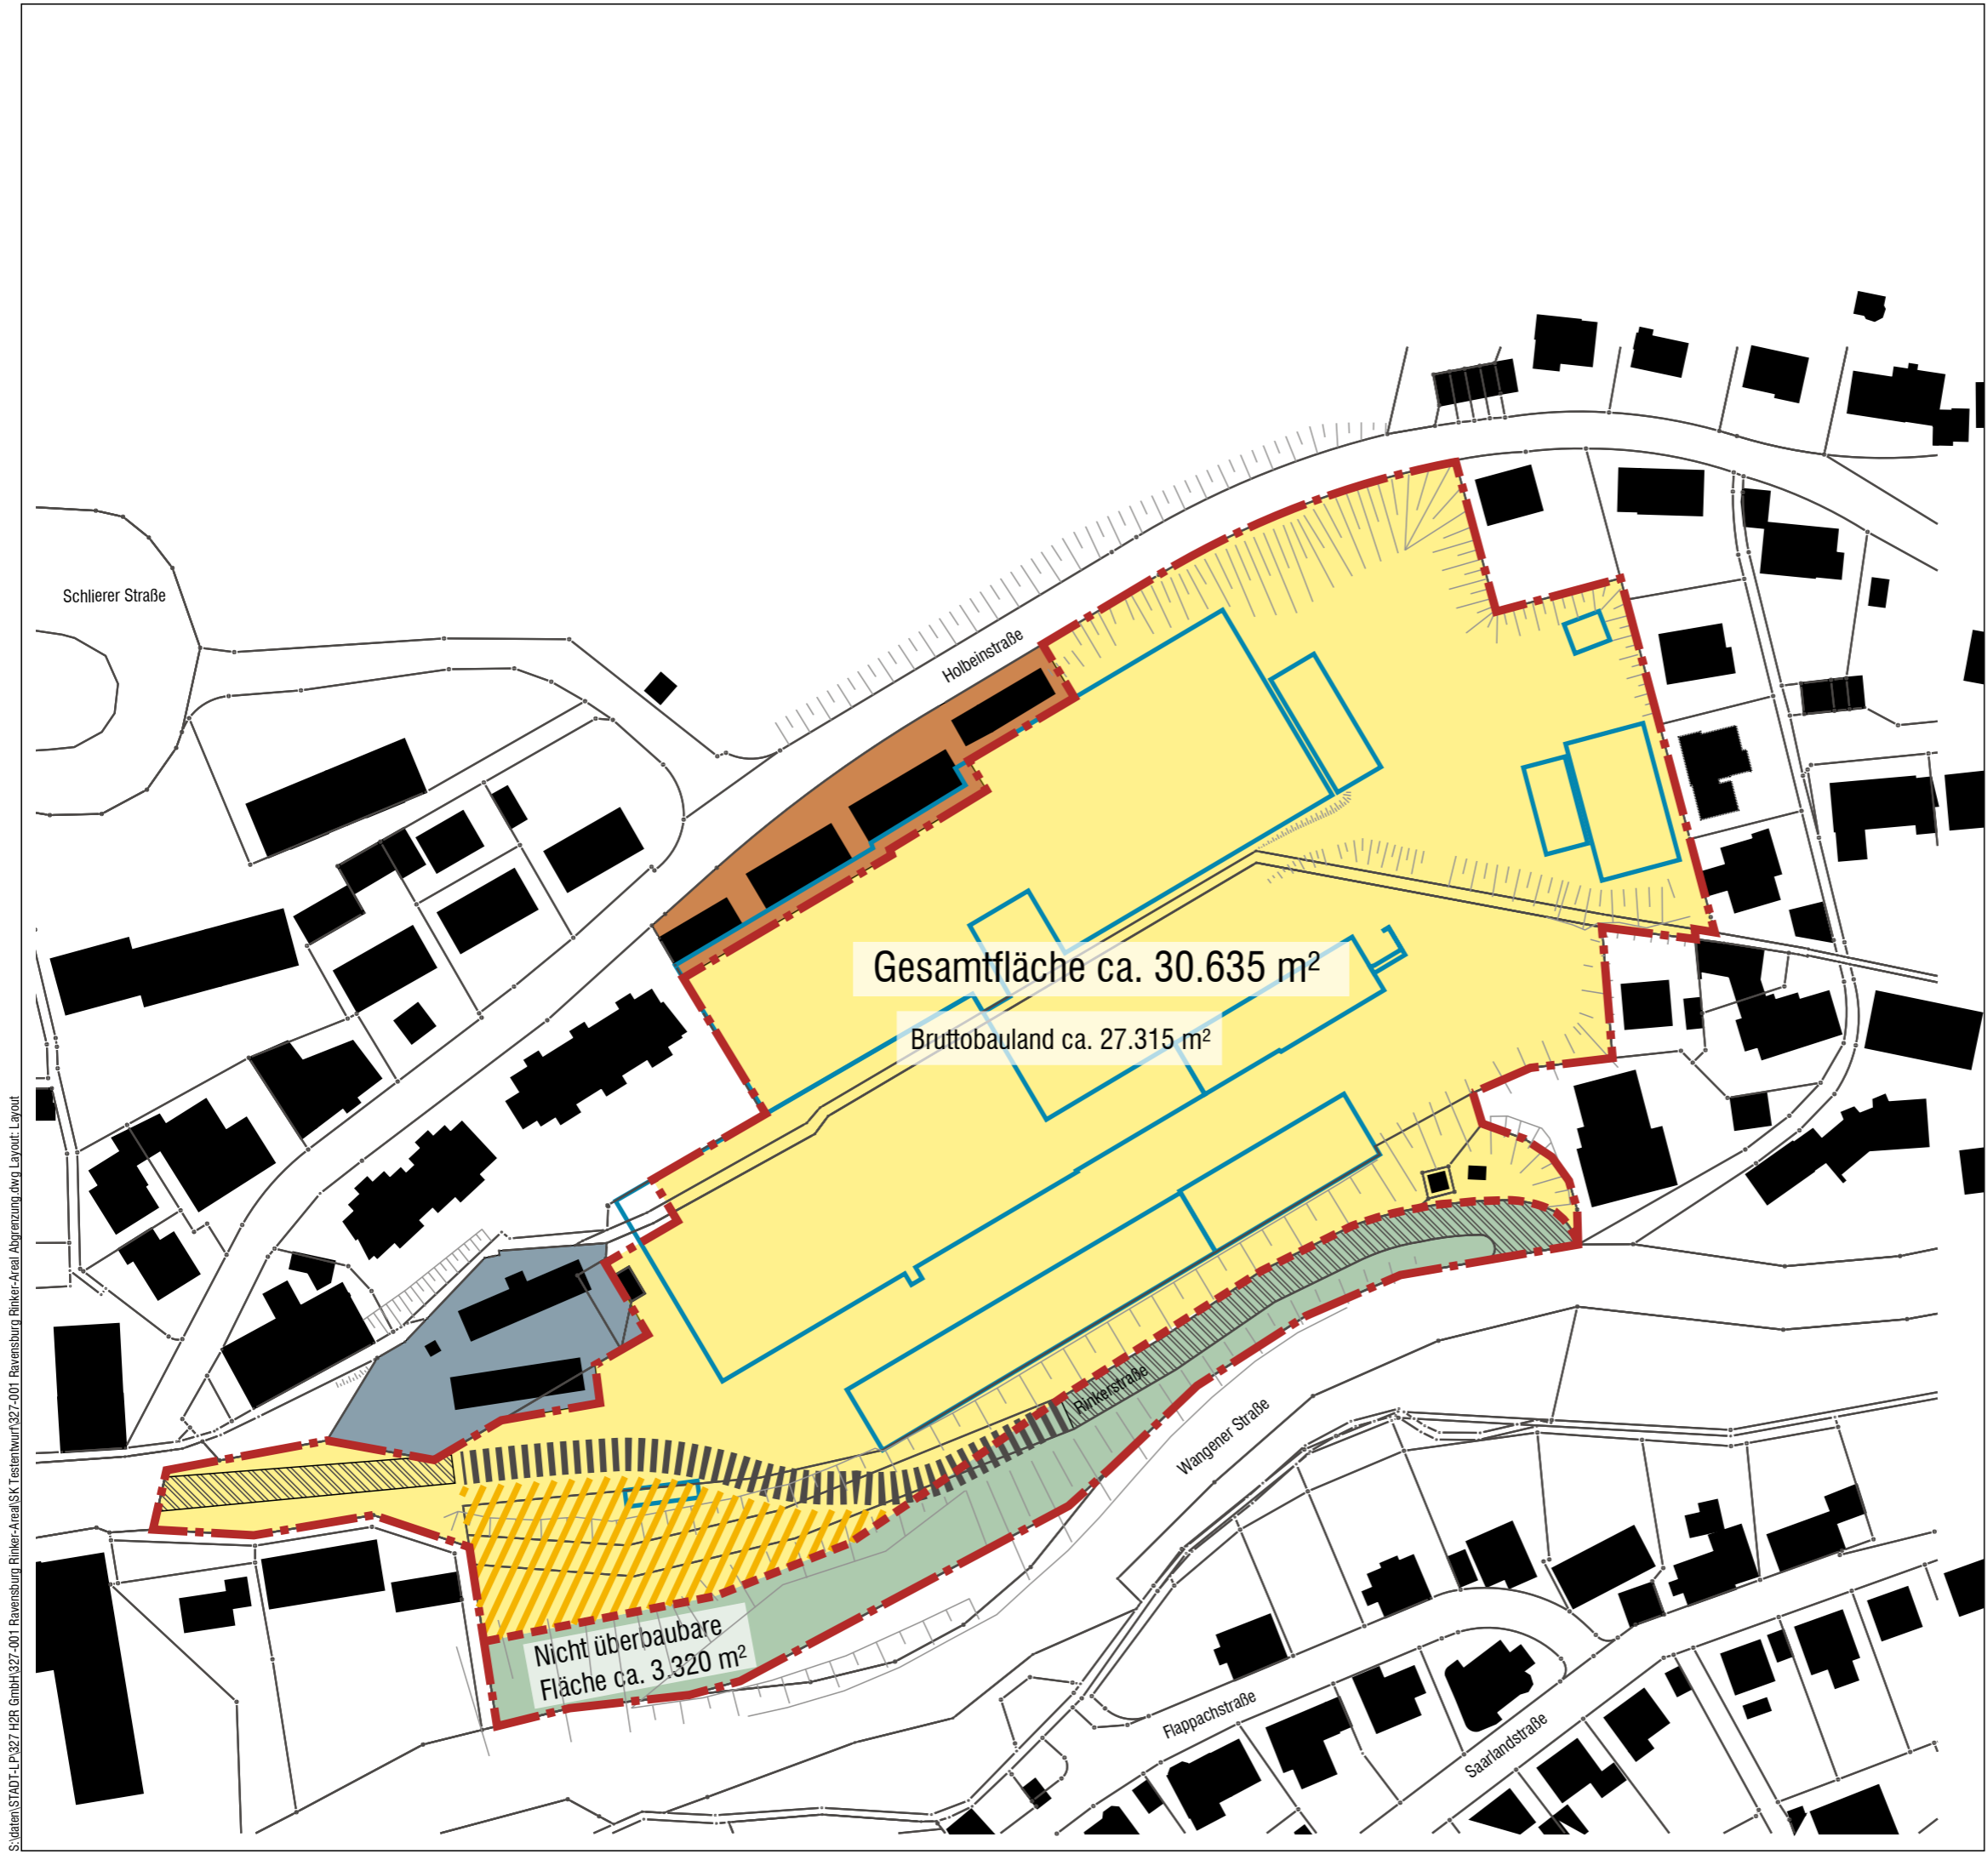 Schlierer Straße
Holbeinstraße
Gesamtfläche ca. 30.635 m²
Bruttobauland ca. 27.315 m²
Rinkerstraße
Wangener Straße
Nicht überbaubare
Fläche ca. 3.320 m²
Flappachstraße
Saarlandstraße
S:\daten\STADT-LP\327 H2R GmbH\327-001 Ravensburg Rinker-Areal\SK Testentwurf\327-001 Ravensburg Rinker-Areal Abgrenzung.dwg Layout: Layout